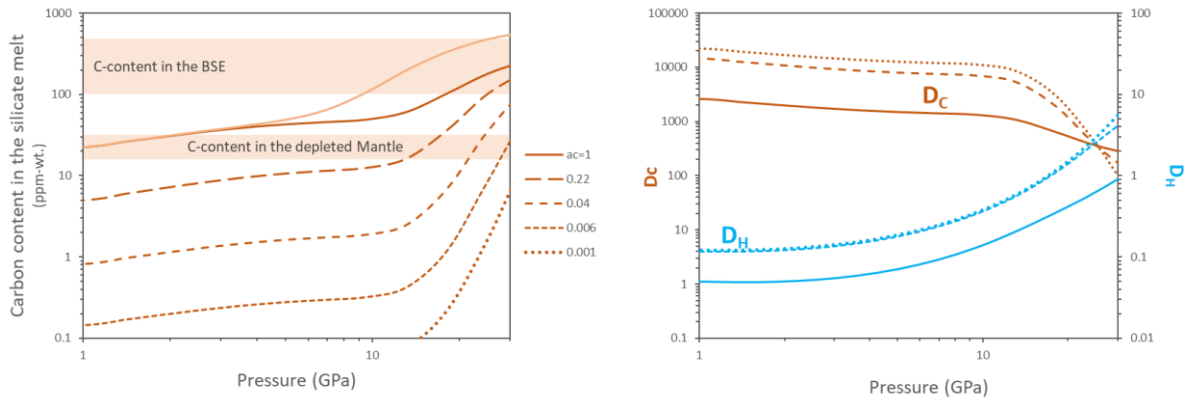 Carbon content in the silicate melt
(ppm-wt.)
1000
100
10
1
0.1
C-content in the BSE
C-content in the depleted Mantle
1
10
Pressure (GPa)
ac=1
0.22
0.04
0.006
0.001
Dc
100000
10000
1000
100
10
1
0.1
DC
DH
1
10
Pressure (GPa)
100
10
1
0.1
0.01
DH